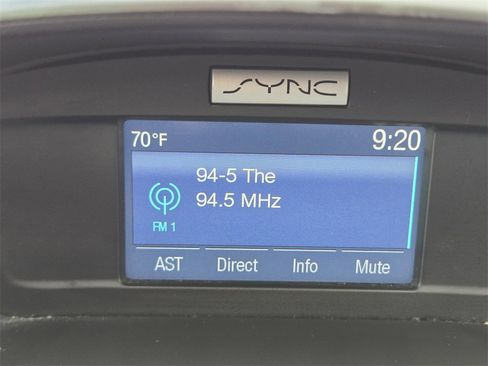 SYNC
70°F 9:20
94-5 The
94.5 MHz
FM 1
AST Direct Info Mute